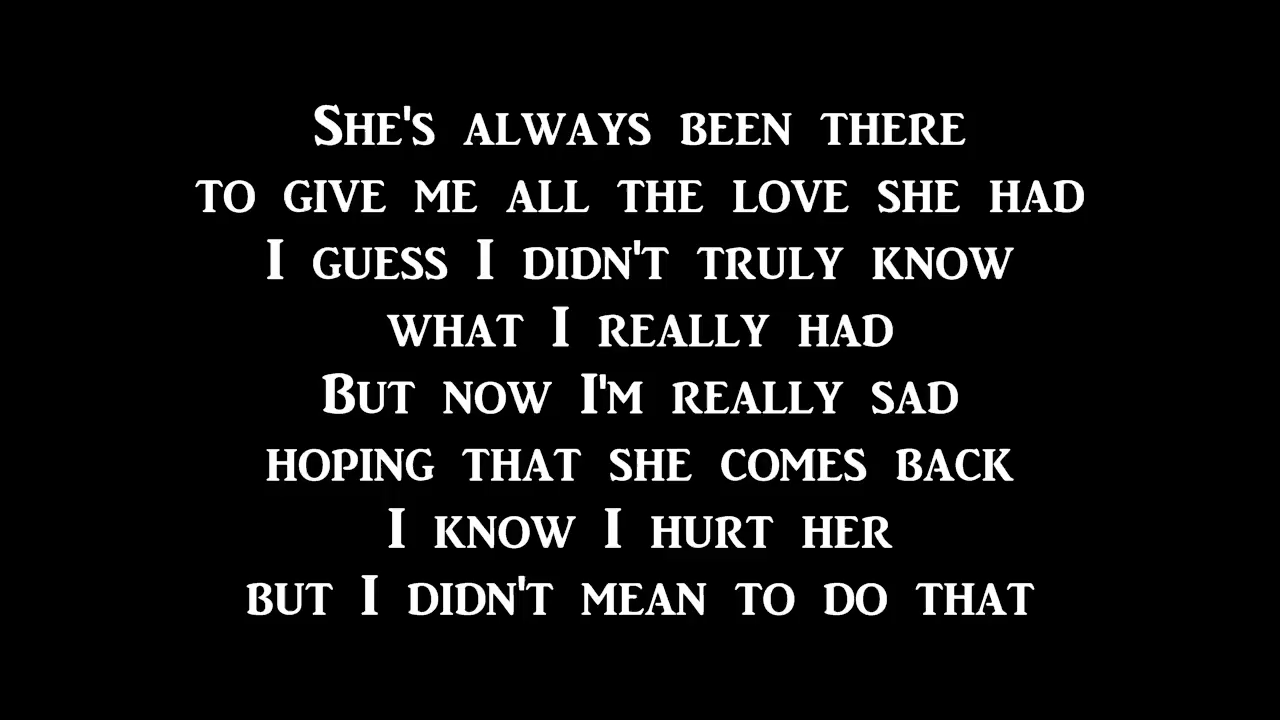 She's always been there
to give me all the love she had
I guess I didn't truly know
what I really had
But now I'm really sad
hoping that she comes back
I know I hurt her
but I didn't mean to do that